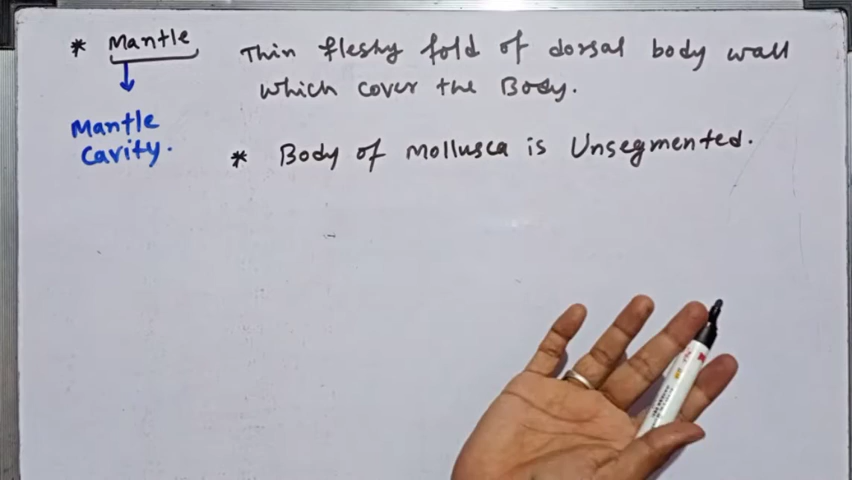 * Mantle Thin fleshy fold of dorsal body wall
which cover the Body.
Mantle
Cavity.
* Body of Mollusca is Unsegmented.